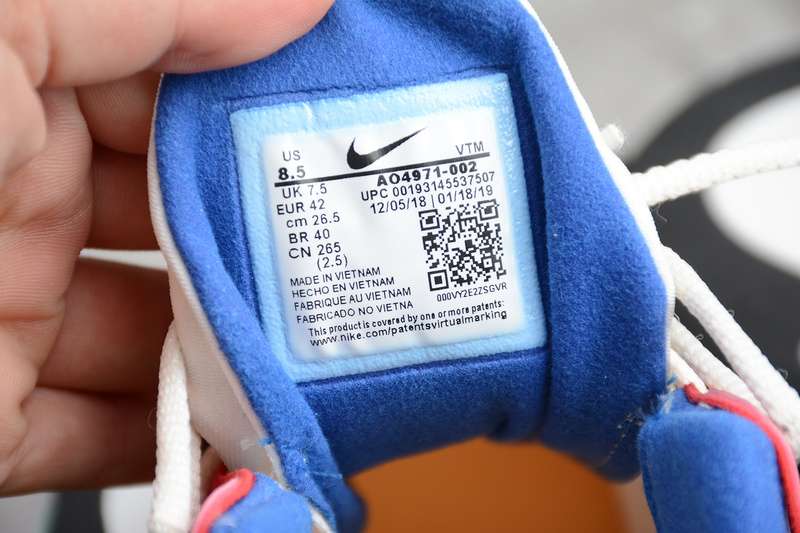 US
8.5
VTM
AO4971-002
UK 7.5
UPC 00193145537507
EUR 42
12/05/18 | 01/18/19
cm 26.5
BR 40
CN 265
(2.5)
000VY2E2ZSGVR
MADE IN VIETNAM
HECHO EN VIETNAM
FABRIQUE AU VIETNAM
FABRICADO NO VIETNA
This product is covered by one or more patents:
www.nike.com/patentsvirtualmarking